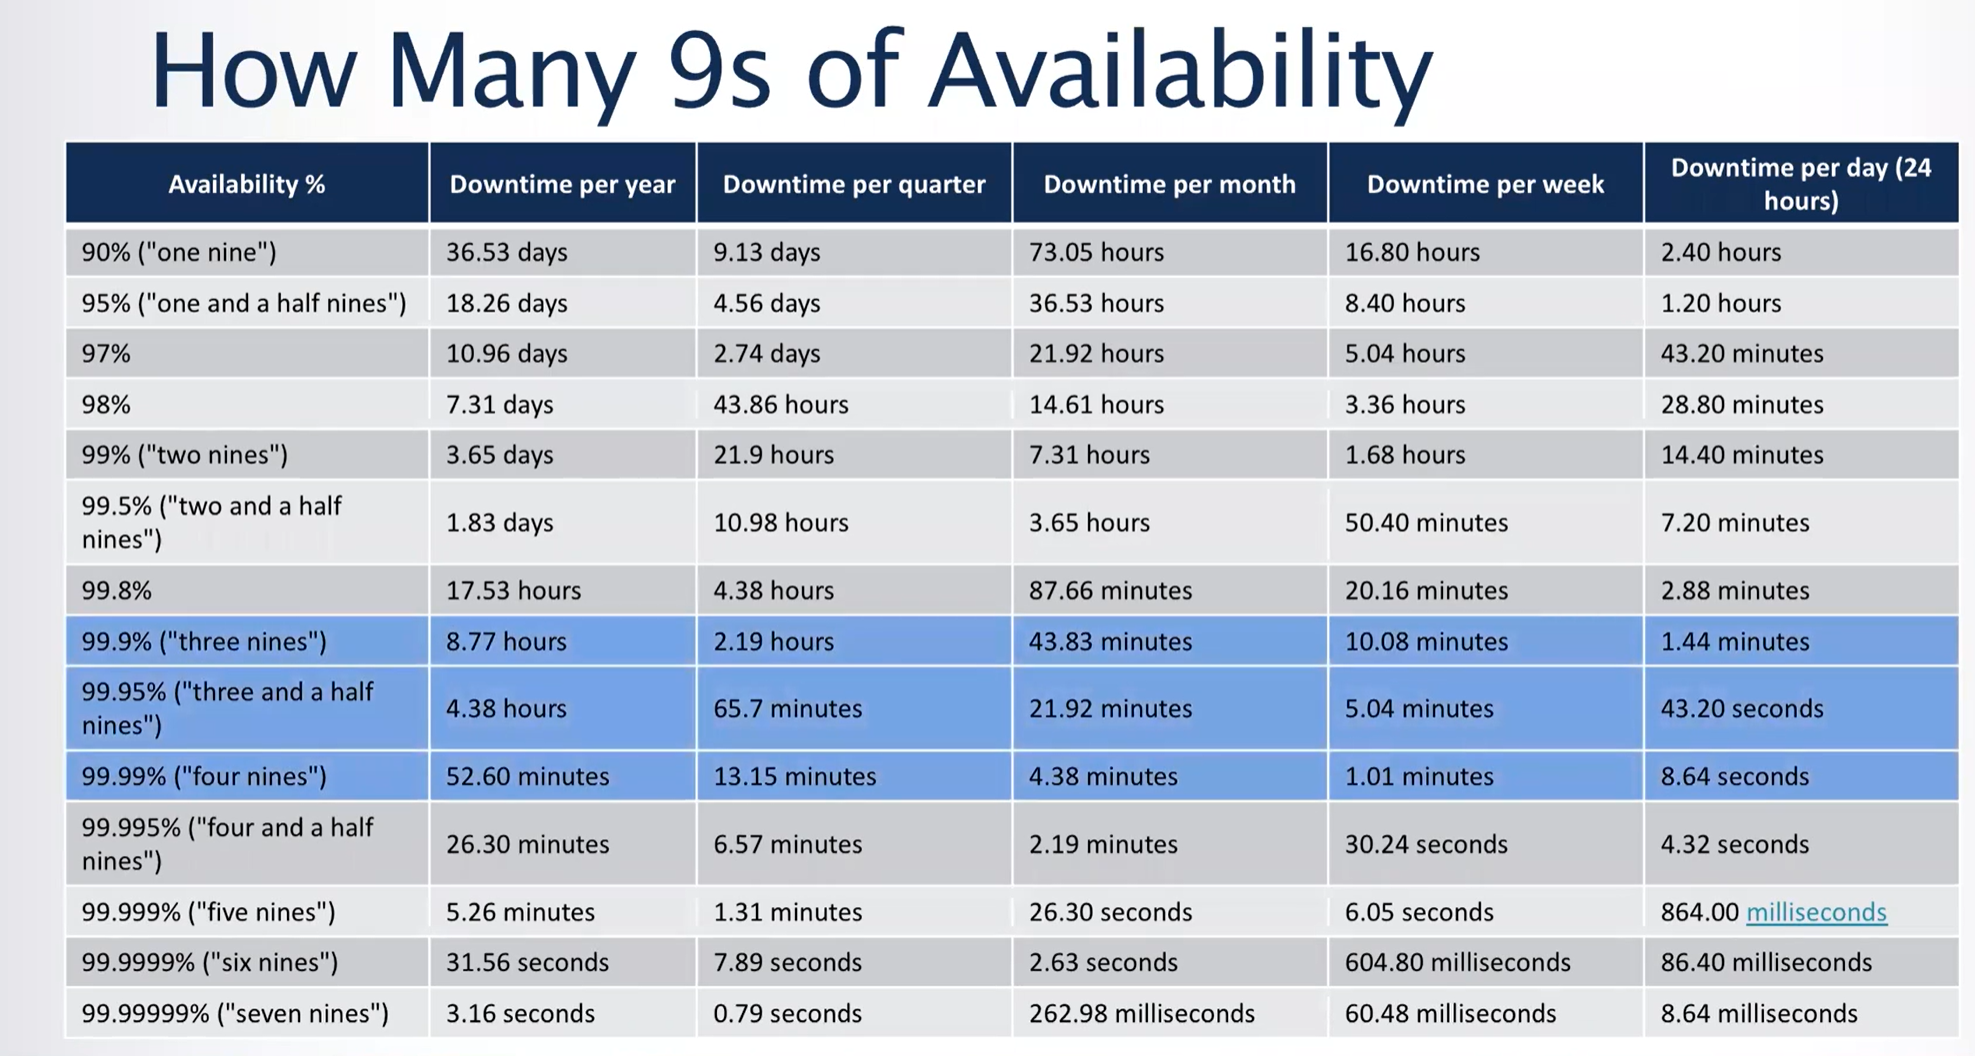 How Many 9s of Availability
Availability % Downtime per year Downtime per quarter Downtime per month Downtime per week Downtime per day (24 hours)
90% ("one nine") 36.53 days 9.13 days 73.05 hours 16.80 hours 2.40 hours
95% ("one and a half nines") 18.26 days 4.56 days 36.53 hours 8.40 hours 1.20 hours
97% 10.96 days 2.74 days 21.92 hours 5.04 hours 43.20 minutes
98% 7.31 days 43.86 hours 14.61 hours 3.36 hours 28.80 minutes
99% ("two nines") 3.65 days 21.9 hours 7.31 hours 1.68 hours 14.40 minutes
99.5% ("two and a half nines") 1.83 days 10.98 hours 3.65 hours 50.40 minutes 7.20 minutes
99.8% 17.53 hours 4.38 hours 87.66 minutes 20.16 minutes 2.88 minutes
99.9% ("three nines") 8.77 hours 2.19 hours 43.83 minutes 10.08 minutes 1.44 minutes
99.95% ("three and a half nines") 4.38 hours 65.7 minutes 21.92 minutes 5.04 minutes 43.20 seconds
99.99% ("four nines") 52.60 minutes 13.15 minutes 4.38 minutes 1.01 minutes 8.64 seconds
99.995% ("four and a half nines") 26.30 minutes 6.57 minutes 2.19 minutes 30.24 seconds 4.32 seconds
99.999% ("five nines") 5.26 minutes 1.31 minutes 26.30 seconds 6.05 seconds 864.00 milliseconds
99.9999% ("six nines") 31.56 seconds 7.89 seconds 2.63 seconds 604.80 milliseconds 86.40 milliseconds
99.99999% ("seven nines") 3.16 seconds 0.79 seconds 262.98 milliseconds 60.48 milliseconds 8.64 milliseconds